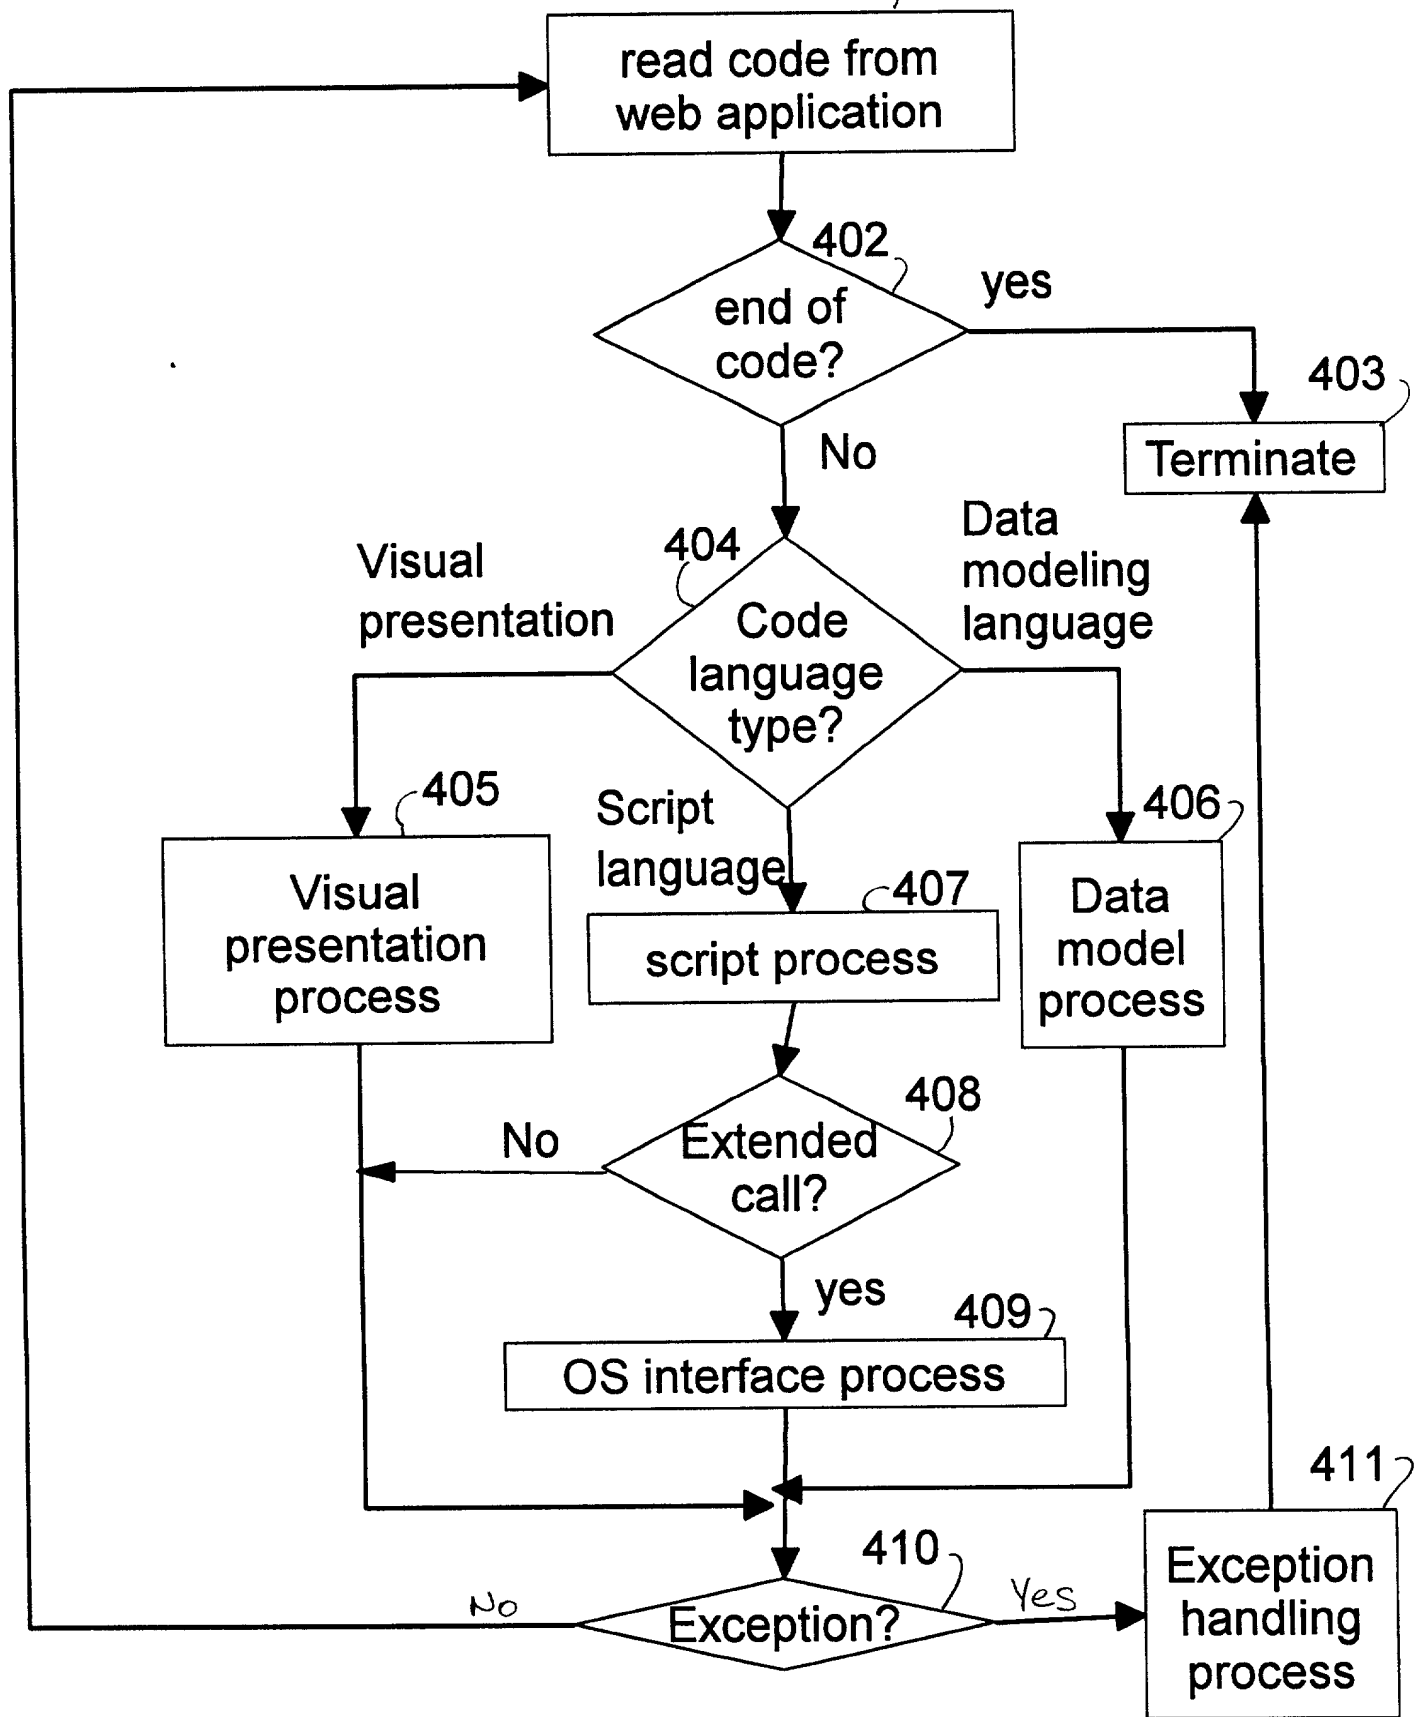 read code from
web application
402
end of
code?
yes
No
403
Terminate
404
Visual
presentation
Code
language
type?
Data
modeling
language
405
Visual
presentation
process
Script
language
407
script process
406
Data
model
process
408
Extended
call?
No
yes
409
OS interface process
410
Exception?
No
Yes
411
Exception
handling
process